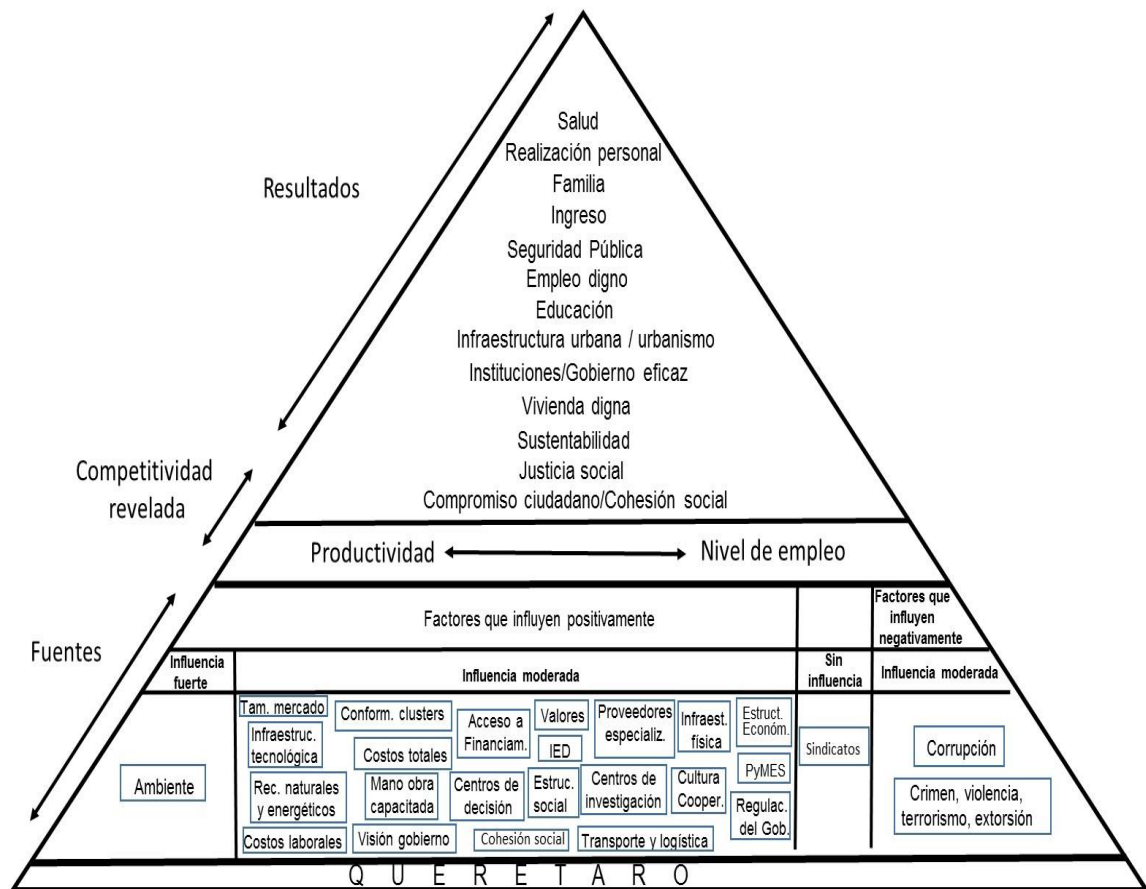 Resultados
Salud
Realización personal
Familia
Ingreso
Seguridad Pública
Empleo digno
Educación
Infraestructura urbana / urbanismo
Instituciones/Gobierno eficaz
Vivienda digna
Sustentabilidad
Justicia social
Compromiso ciudadano/Cohesión social
Competitividad
revelada
Productividad
Nivel de empleo
Fuentes
Factores que influyen positivamente
Factores que
influyen
negativamente
Influencia
fuerte
Influencia moderada
Sin
influencia
Influencia moderada
Ambiente
Tam. mercado
Infraestruc.
tecnológica
Rec. naturales
y energéticos
Costos laborales
Conform. clusters
Costos totales
Mano obra
capacitada
Visión gobierno
Acceso a
Financiam.
Centros de
decisión
Cohesión social
Valores
IED
Estruc.
social
Proveedores
especializ.
Centros de
investigación
Transporte y logística
Infraest.
física
Cultura
Cooper.
Estruct.
Económ.
PyMES
Regulac.
del Gob.
Sindicatos
Corrupción
Crimen, violencia,
terrorismo, extorsión
Q U E R E T A R O